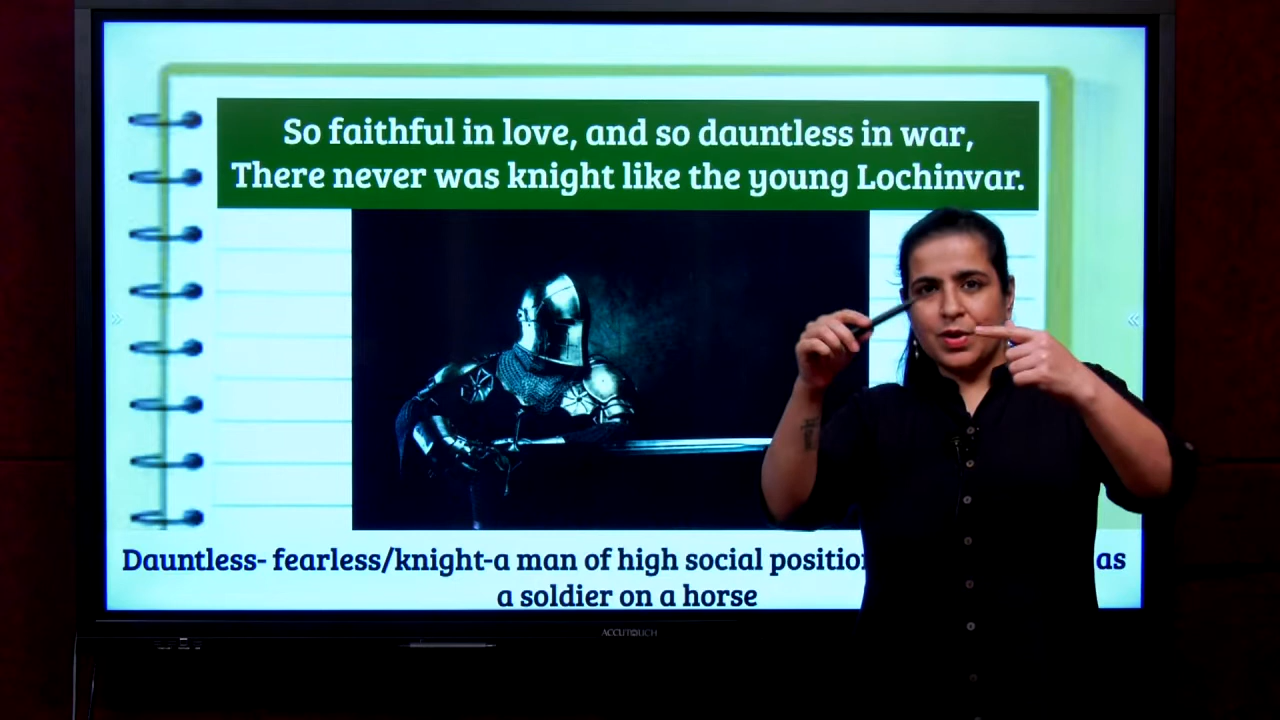 So faithful in love, and so dauntless in war,
There never was knight like the young Lochinvar.
Dauntless- fearless/knight-a man of high social position as
a soldier on a horse
ACCUTOUCH